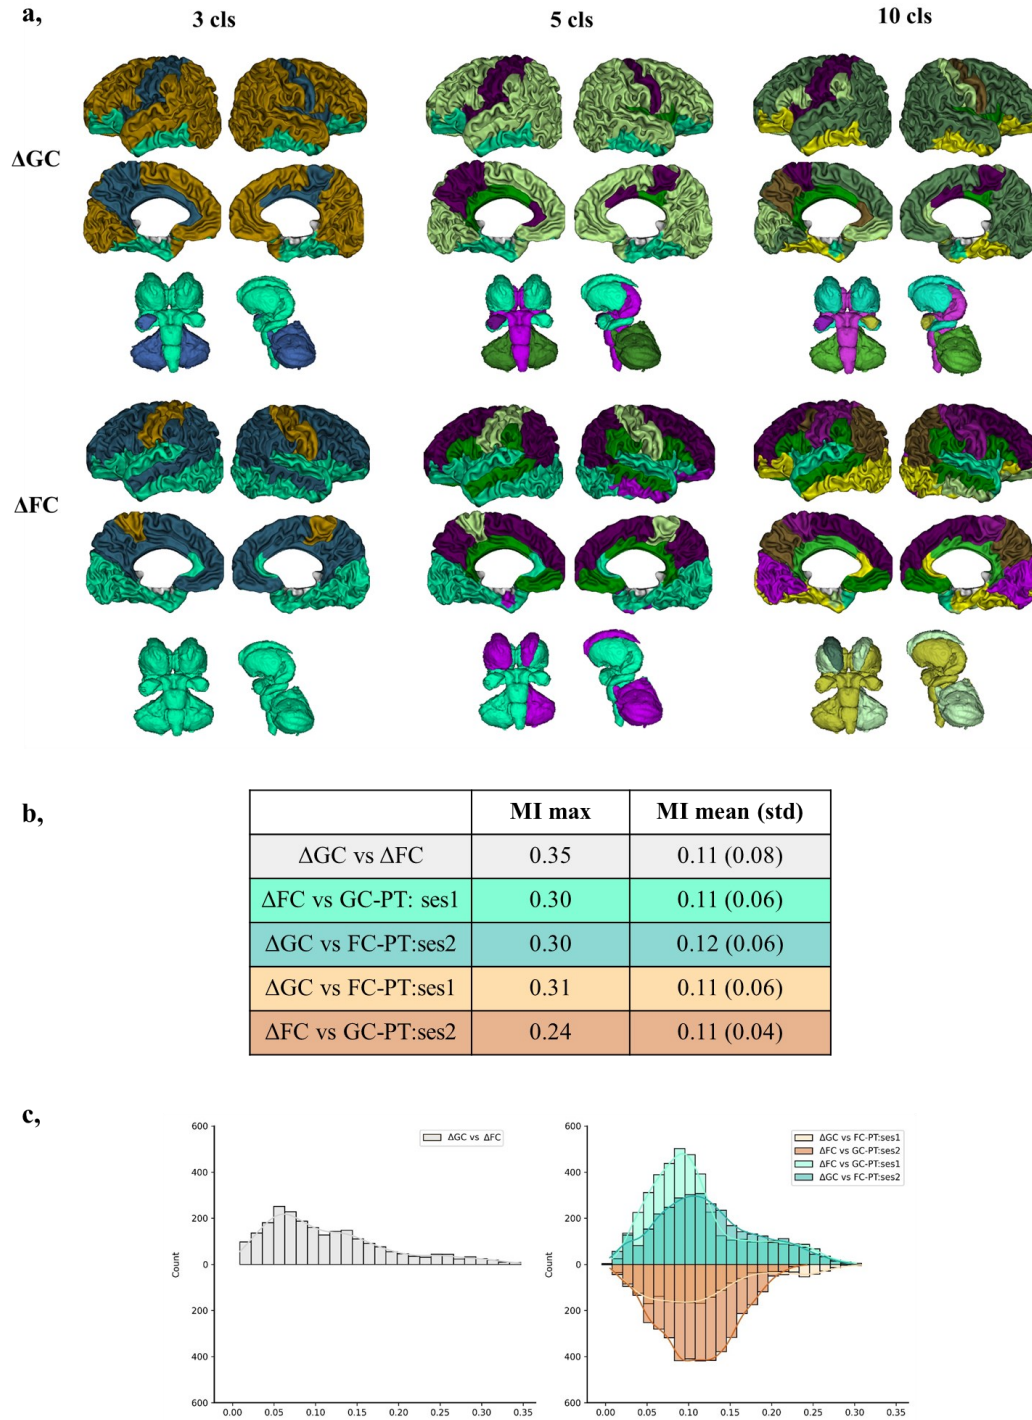 a,
3 cls 5 cls 10 cls
ΔGC
ΔFC
b,
MI max MI mean (std)
ΔGC vs ΔFC 0.35 0.11 (0.08)
ΔFC vs GC-PT: ses1 0.30 0.11 (0.06)
ΔGC vs FC-PT:ses2 0.30 0.12 (0.06)
ΔGC vs FC-PT:ses1 0.31 0.11 (0.06)
ΔFC vs GC-PT:ses2 0.24 0.11 (0.04)
c,
600
400
200
0
200
400
600
Count
0.00 0.05 0.10 0.15 0.20 0.25 0.30 0.35
ΔGC vs ΔFC
600
400
200
0
200
400
600
Count
0.00 0.05 0.10 0.15 0.20 0.25 0.30 0.35
ΔGC vs FC-PT:ses1
ΔFC vs GC-PT:ses2
ΔFC vs GC-PT:ses1
ΔGC vs FC-PT:ses2